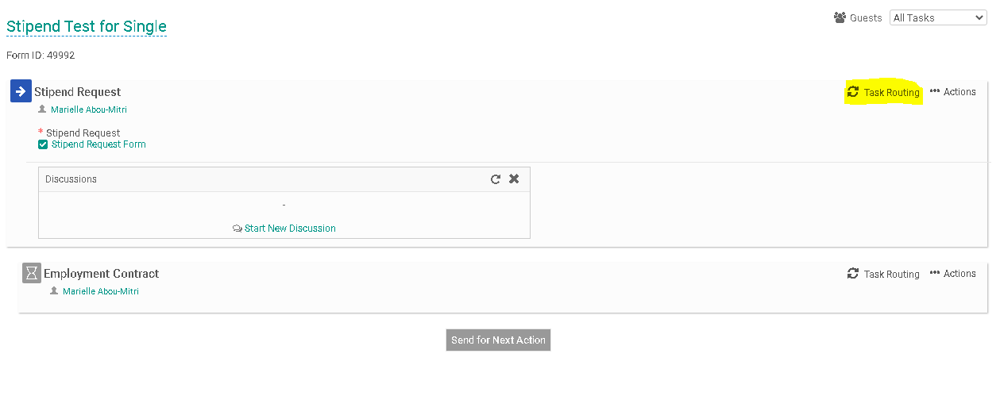 Stipend Test for Single
Guests
All Tasks
Form ID: 49992
Stipend Request
Task Routing
••• Actions
Marielle Abou-Mitri
* Stipend Request
Stipend Request Form
Discussions
-
Start New Discussion
Employment Contract
Task Routing
••• Actions
Marielle Abou-Mitri
Send for Next Action